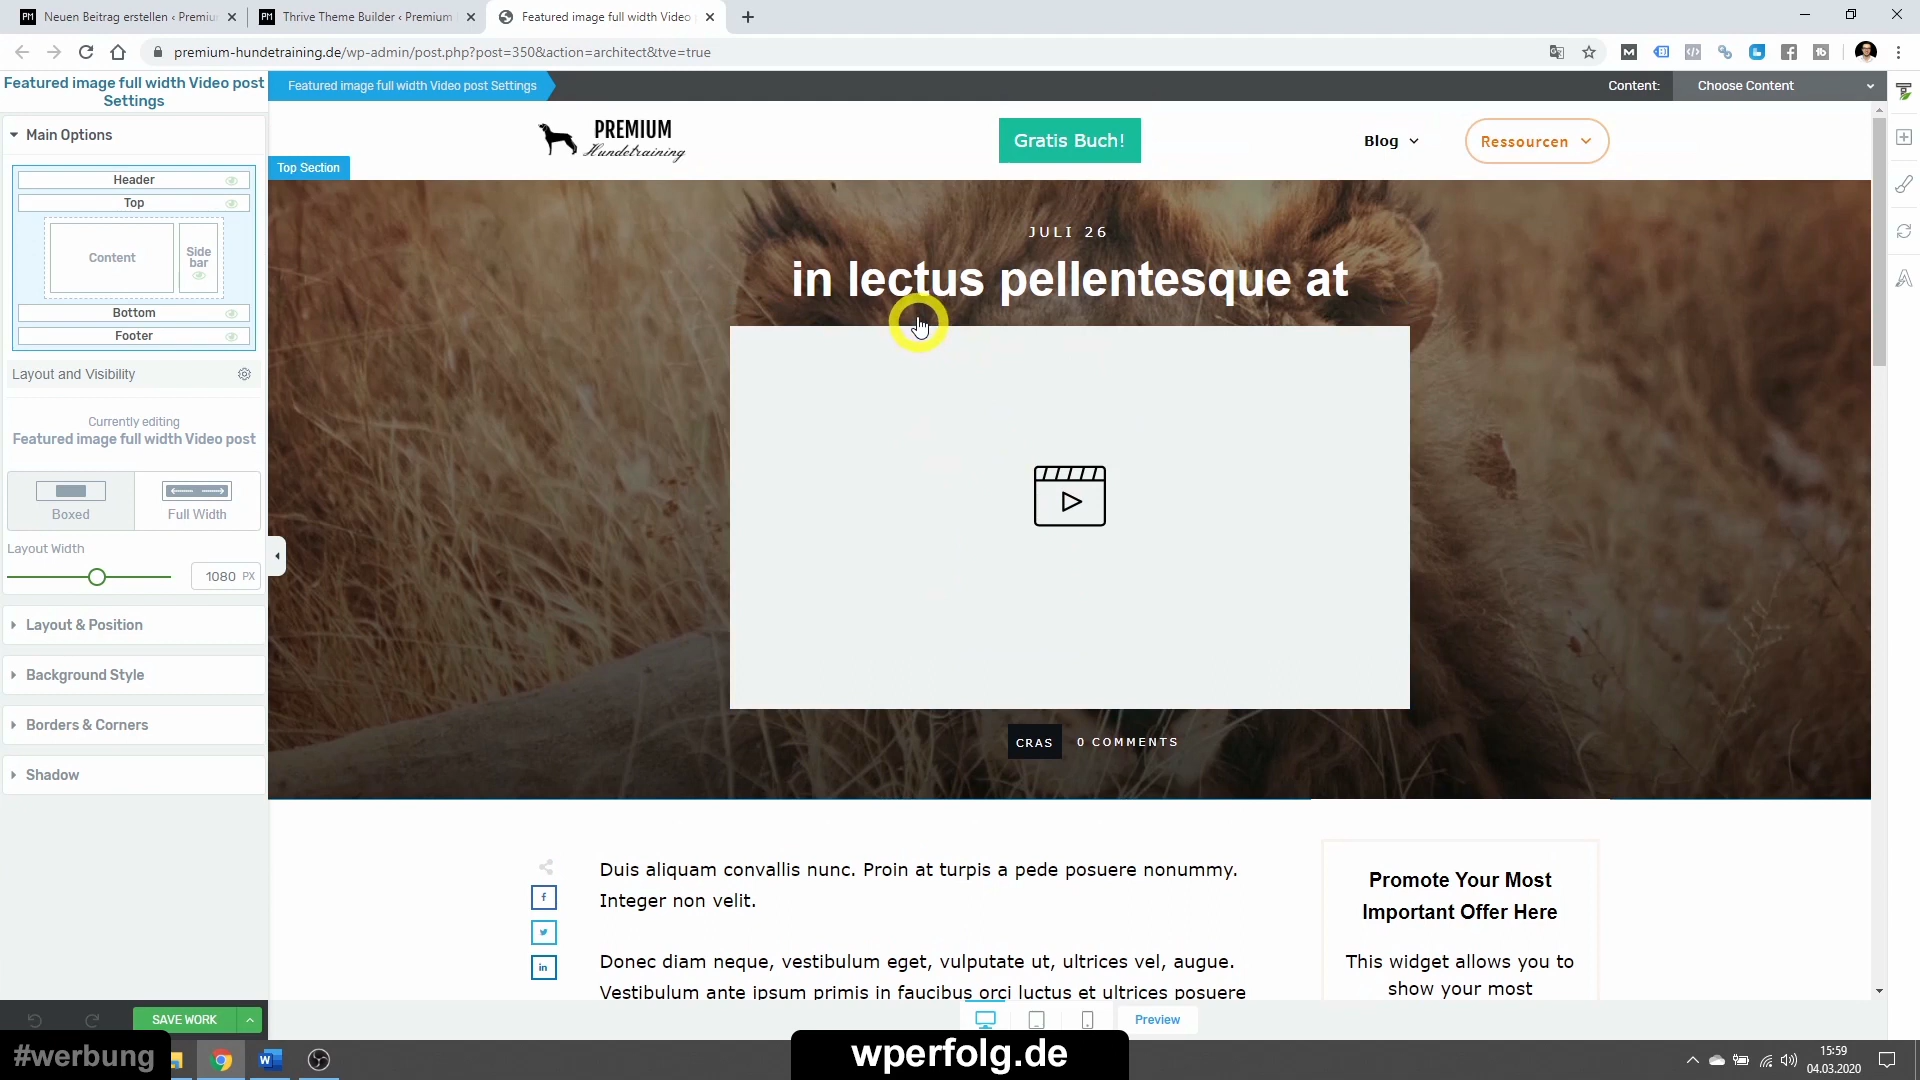 Neuen Beitrag erstellen ‹ Premiu
Thrive Theme Builder ‹ Premium
Featured image full width Video
premium-hundetraining.de/wp-admin/post.php?post=350&action=architect&tve=true
Featured image full width Video post Settings
Featured image full width Video post Settings
Content:
Choose Content
Main Options
Header
Top
Content
Side
bar
Bottom
Footer
Layout and Visibility
Currently editing
Featured image full width Video post
Boxed
Full Width
Layout Width
1080 PX
Layout & Position
Background Style
Borders & Corners
Shadow
SAVE WORK
PREMIUM
Hundetraining
Gratis Buch!
Blog
Ressourcen
Top Section
JULI 26
in lectus pellentesque at
CRAS
0 COMMENTS
Duis aliquam convallis nunc. Proin at turpis a pede posuere nonummy.
Integer non velit.
Donec diam neque, vestibulum eget, vulputate ut, ultrices vel, augue.
Vestibulum ante ipsum primis in faucibus orci luctus et ultrices posuere
Promote Your Most
Important Offer Here
This widget allows you to
show your most
Preview
#werbung
wperfolg.de
15:59
04.03.2020